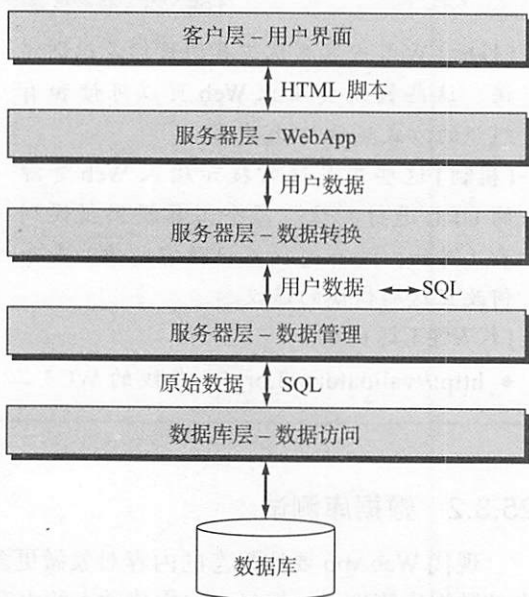 客户层 – 用户界面
HTML 脚本
服务器层 – WebApp
用户数据
服务器层 – 数据转换
用户数据 ↔SQL
服务器层 – 数据管理
原始数据 SQL
数据库层 – 数据访问
数据库